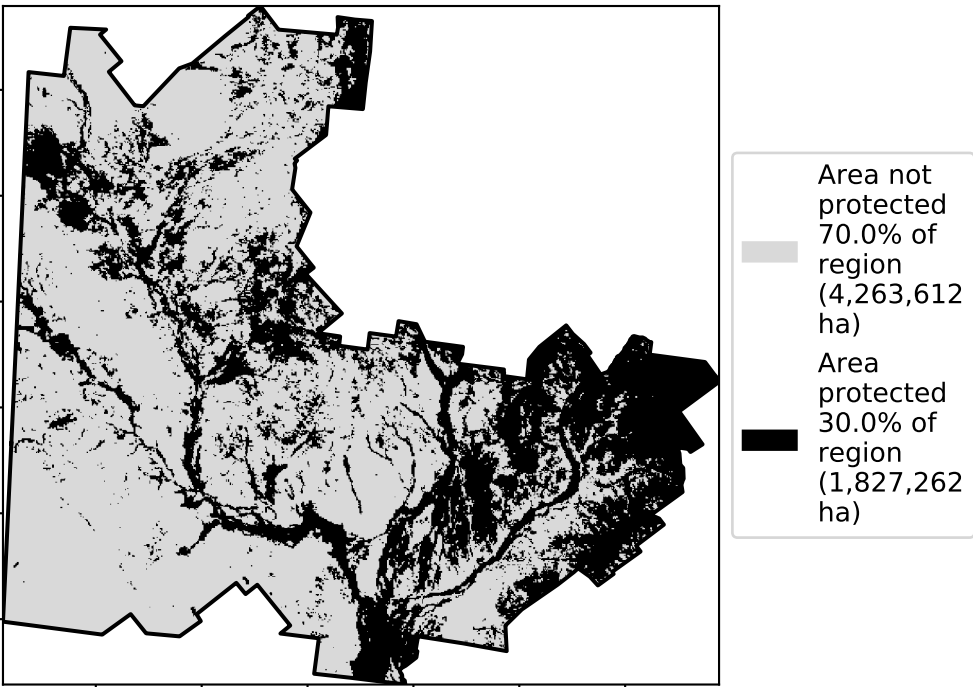 Area not
protected
70.0% of
region
(4,263,612
ha)
Area
protected
30.0% of
region
(1,827,262
ha)